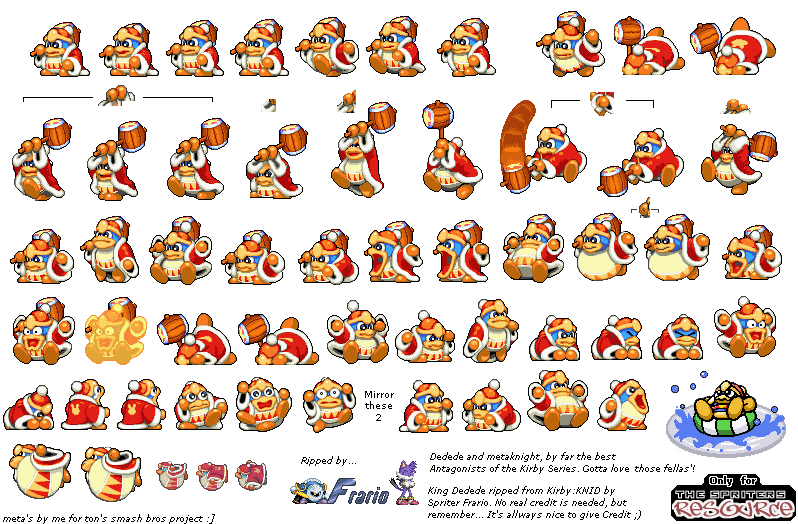 Mirror
these
2
Ripped by...
Frario
Dedede and metaknight, by far the best
Antagonists of the Kirby Series. Gotta love those fellas'!
King Dedede ripped from Kirby:KNID by
Spriter Frario. No real credit is needed, but
remember... It's allways nice to give Credit ;)
Only for
THE SPRITERS
RESOURCE
meta's by me for ton's smash bros project :]